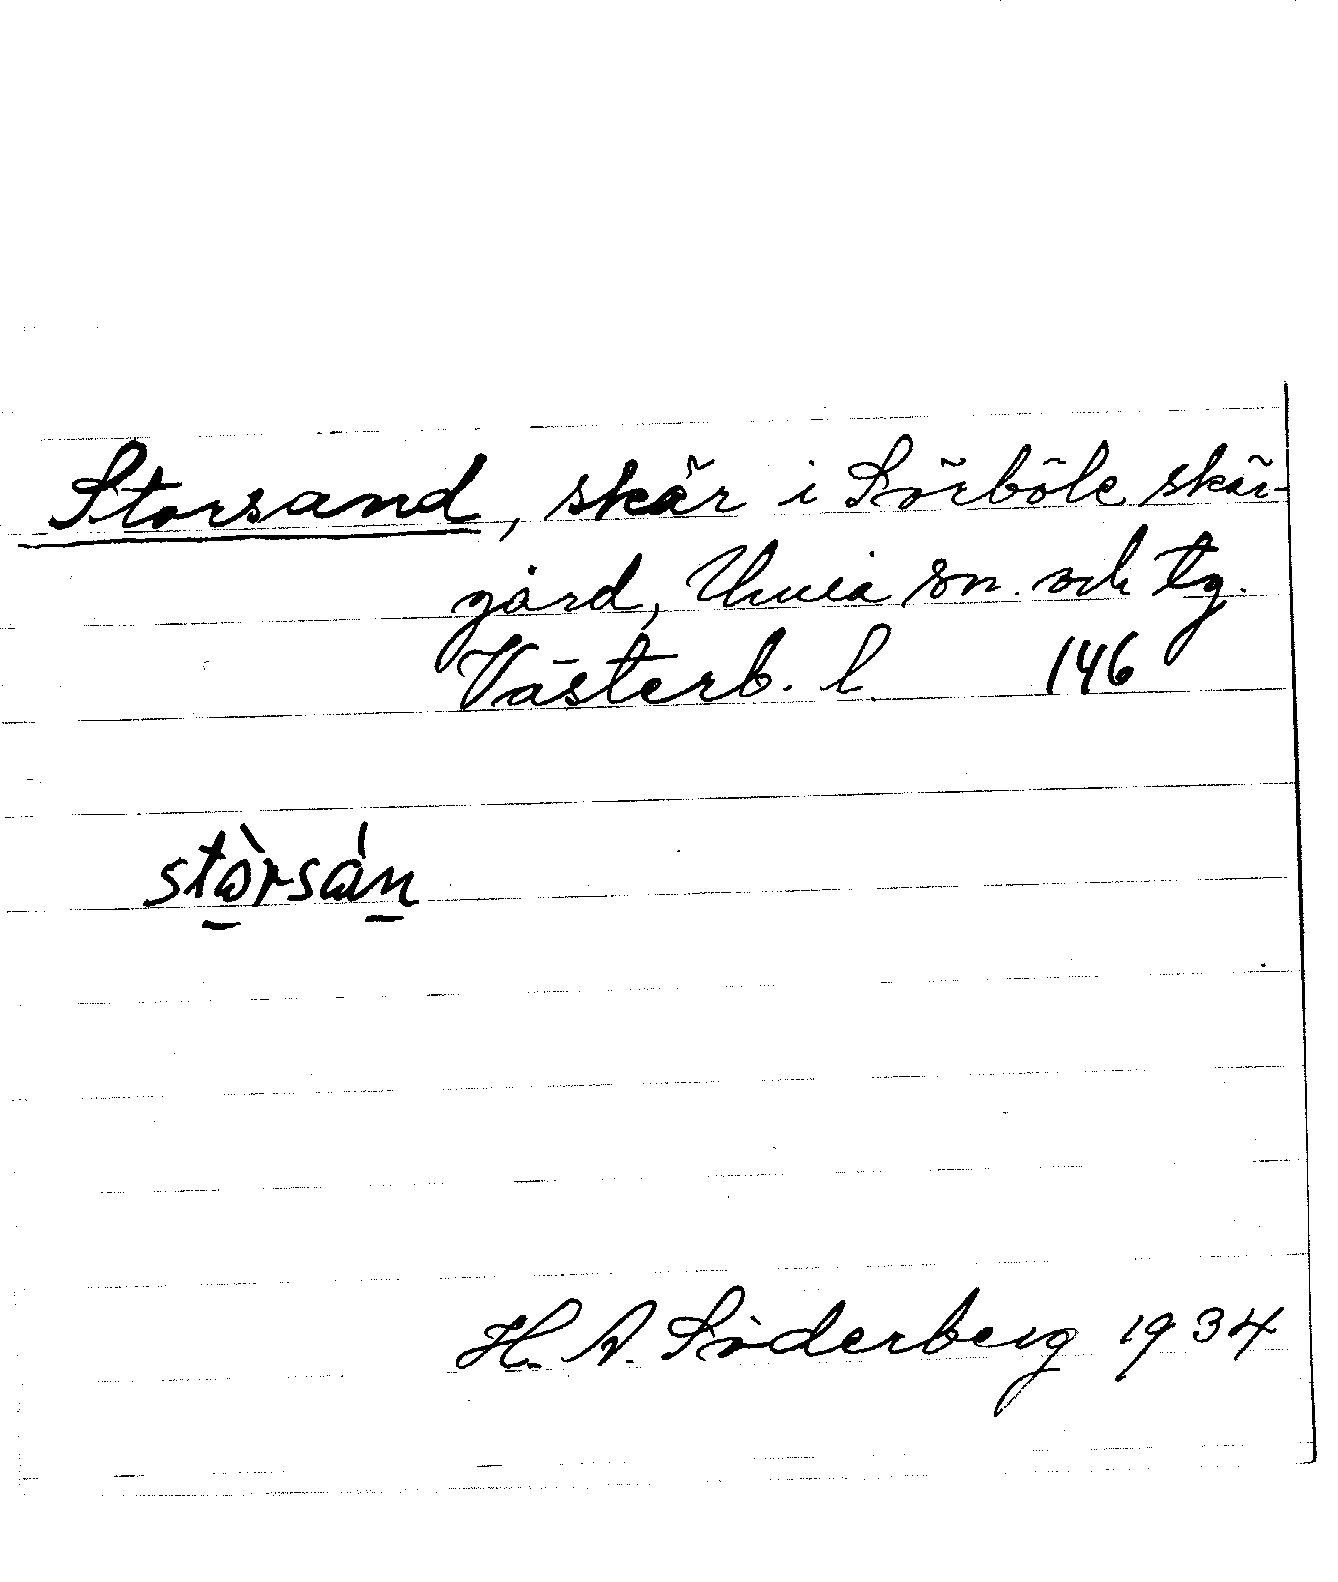 Storsand, skär i Sörböle skär-
gård, Umeå sn. och tg.
Västerb. l. 146
stòrsán
H. A. Söderberg 1934